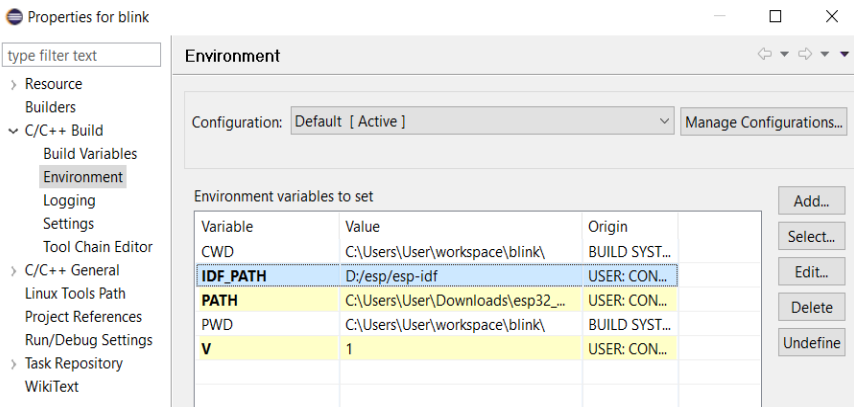 Properties for blink
type filter text
Environment
Resource
Builders
C/C++ Build
Build Variables
Environment
Logging
Settings
Tool Chain Editor
C/C++ General
Linux Tools Path
Project References
Run/Debug Settings
Task Repository
WikiText
Configuration: Default [ Active ] Manage Configurations...
Environment variables to set
Variable Value Origin
CWD C:\Users\User\workspace\blink\ BUILD SYST...
IDF_PATH D:/esp/esp-idf USER: CON...
PATH C:\Users\User\Downloads\esp32_... USER: CON...
PWD C:\Users\User\workspace\blink\ BUILD SYST...
V 1 USER: CON...
Add...
Select...
Edit...
Delete
Undefine